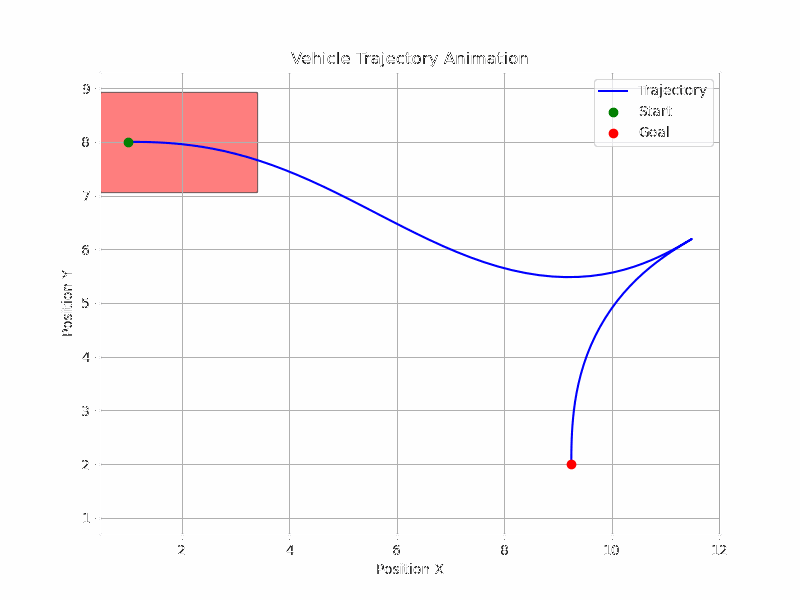 Vehicle Trajectory Animation
Trajectory
Start
Goal
9
8
7
6
5
4
3
2
1
Position Y
2 4 6 8 10 12
Position X